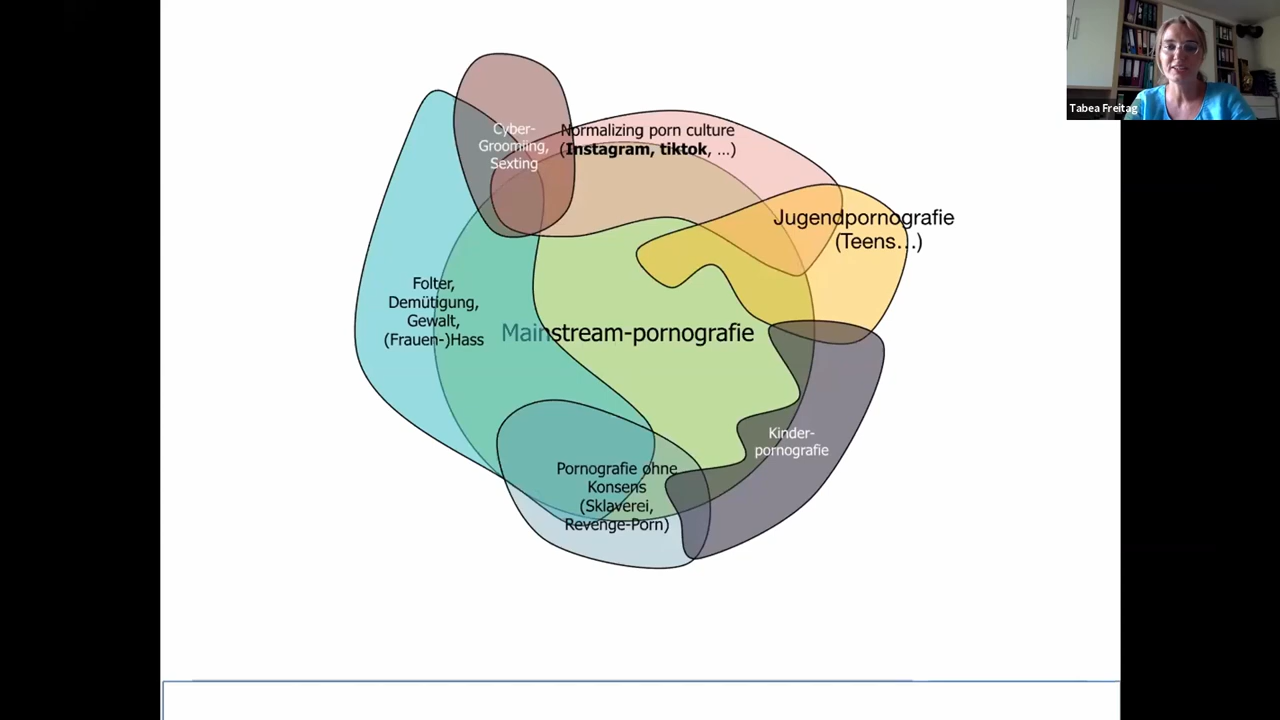 Tabea Freitag
Cyber-
Groomling,
Sexting
Normalizing porn culture
(Instagram, tiktok, ...)
Jugendpornografie
(Teens...)
Folter,
Demütigung,
Gewalt,
(Frauen-)Hass
Mainstream-pornografie
Kinder-
pornografie
Pornografie ohne
Konsens
(Sklaverei,
Revenge-Porn)